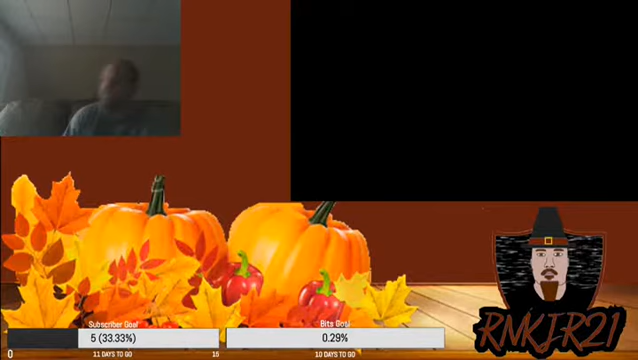 Subscriber Goal
5 (33.33%)
0
11 DAYS TO GO
15
Bits Goal
0.29%
10 DAYS TO GO
RNKJR21